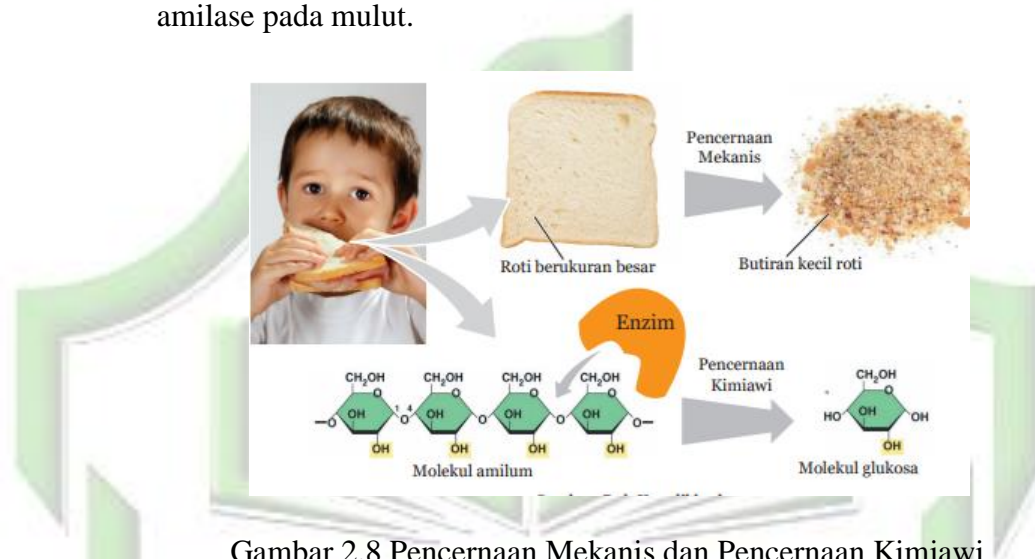 amilase pada mulut.
Pencernaan
Mekanis
Roti berukuran besar
Butiran kecil roti
Enzim
Pencernaan
Kimiawi
CH₂OH CH₂OH CH₂OH CH₂OH
CH₂OH
O O O O
O
1 4
OH OH OH OH
HO OH OH
O O O O O
OH OH OH OH
OH
Molekul amilum
Molekul glukosa
Gambar 2.8 Pencernaan Mekanis dan Pencernaan Kimiawi